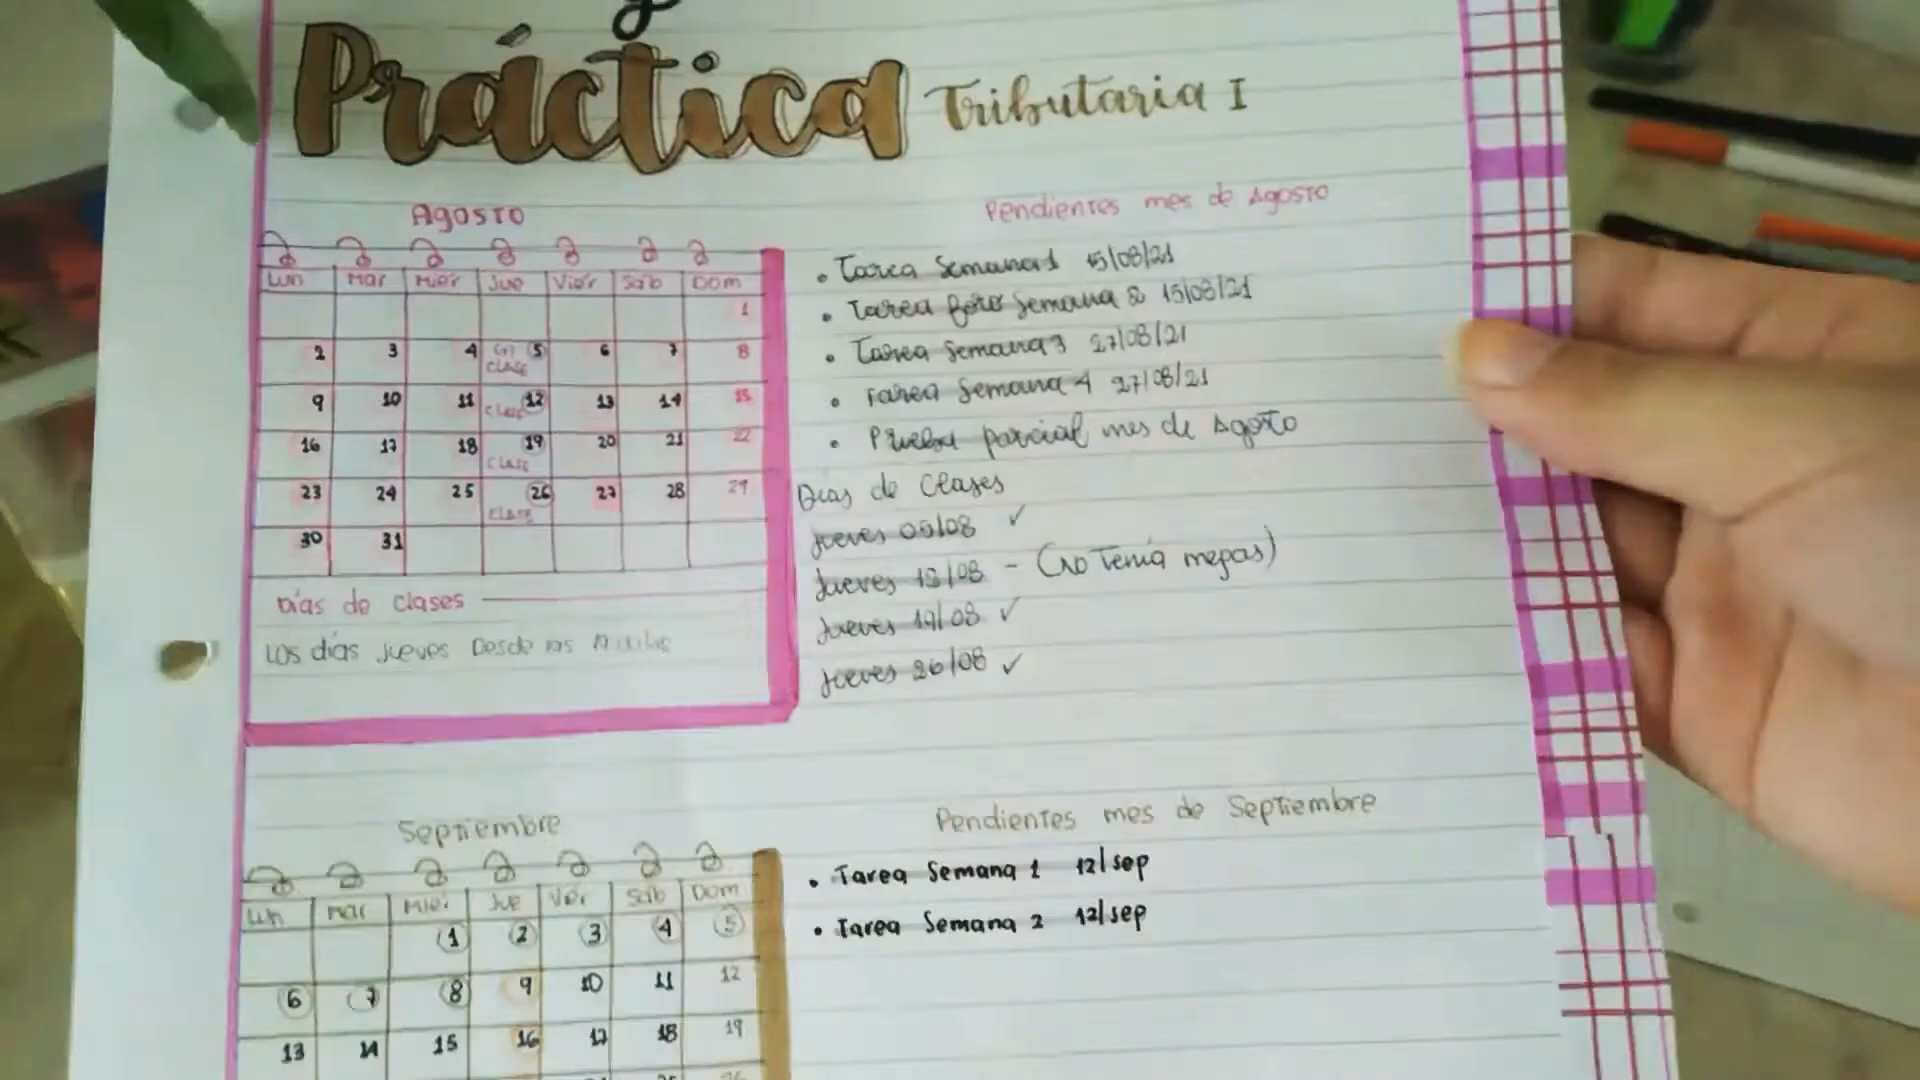 y
Práctica Tributaria I
Agosto
Lun Mar Mier Jue Vier Sáb Dom
1
2 3 4 5 6 7 8
CLASE
9 10 11 12 13 14 15
CLASE
16 17 18 19 20 21 22
CLASE
23 24 25 26 27 28 29
CLASE
30 31
Días de clases
Los días jueves Desde las
Pendientes mes de Agosto
• Tarea Semana 1 15/08/21
• Tarea foro Semana 2 15/08/21
• Tarea Semana 3 27/08/21
• Tarea Semana 4 27/08/21
• Prueba parcial mes de Agosto
Días de Clases
Jueves 05/08 ✓
Jueves 12/08 - (No Tenía megas)
Jueves 19/08 ✓
Jueves 26/08 ✓
Septiembre
Lun Mar Mier Jue Vier Sáb Dom
1 2 3 4 5
6 7 8 9 10 11 12
13 14 15 16 17 18 19
Pendientes mes de Septiembre
• Tarea Semana 1 12/sep
• Tarea Semana 2 12/sep